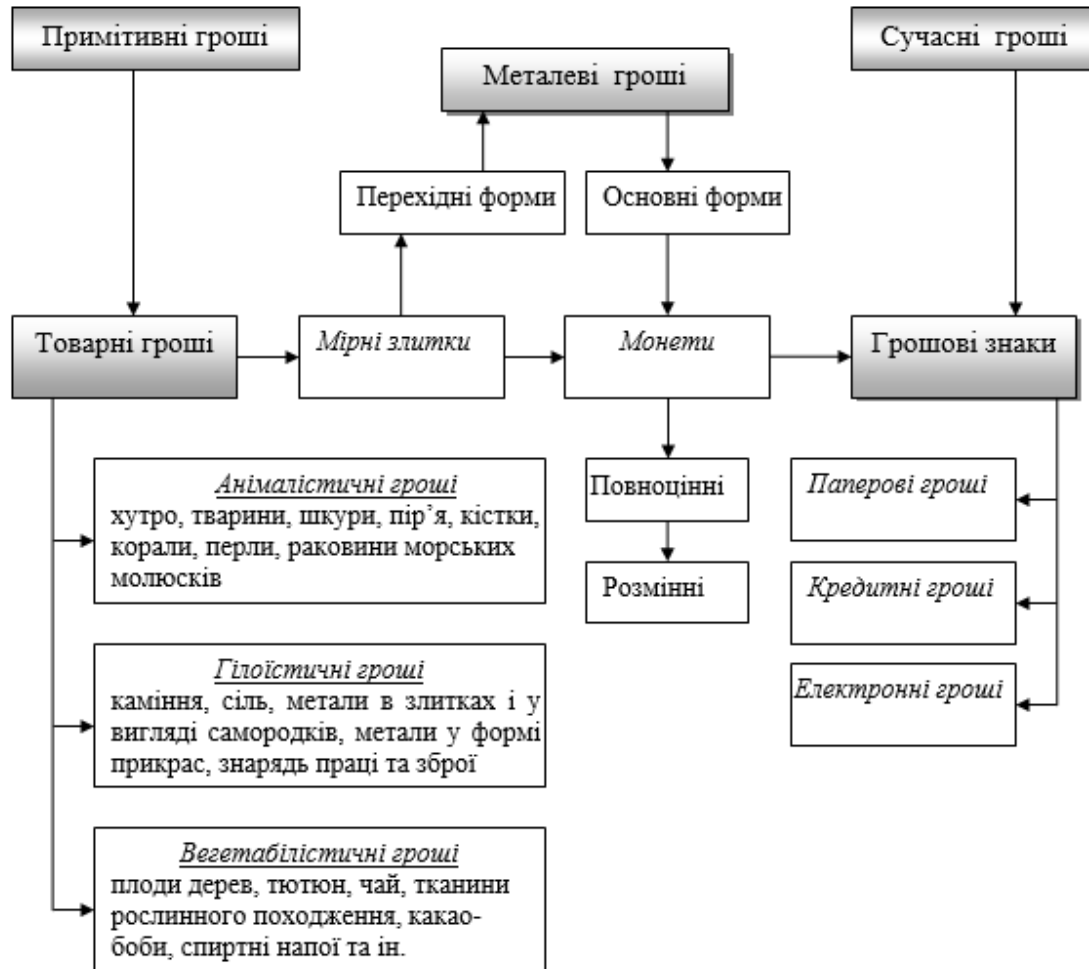 Примітивні гроші
Сучасні гроші
Металеві гроші
Перехідні форми
Основні форми
Товарні гроші
Мірні злитки
Монети
Грошові знаки
Анімалістичні гроші
хутро, тварини, шкури, пір’я, кістки,
корали, перли, раковини морських
молюсків
Повноцінні
Розмінні
Паперові гроші
Кредитні гроші
Електронні гроші
Гілоїстичні гроші
каміння, сіль, метали в злитках і у
вигляді самородків, метали у формі
прикрас, знарядь праці та зброї
Вегетабілістичні гроші
плоди дерев, тютюн, чай, тканини
рослинного походження, какао-
боби, спиртні напої та ін.